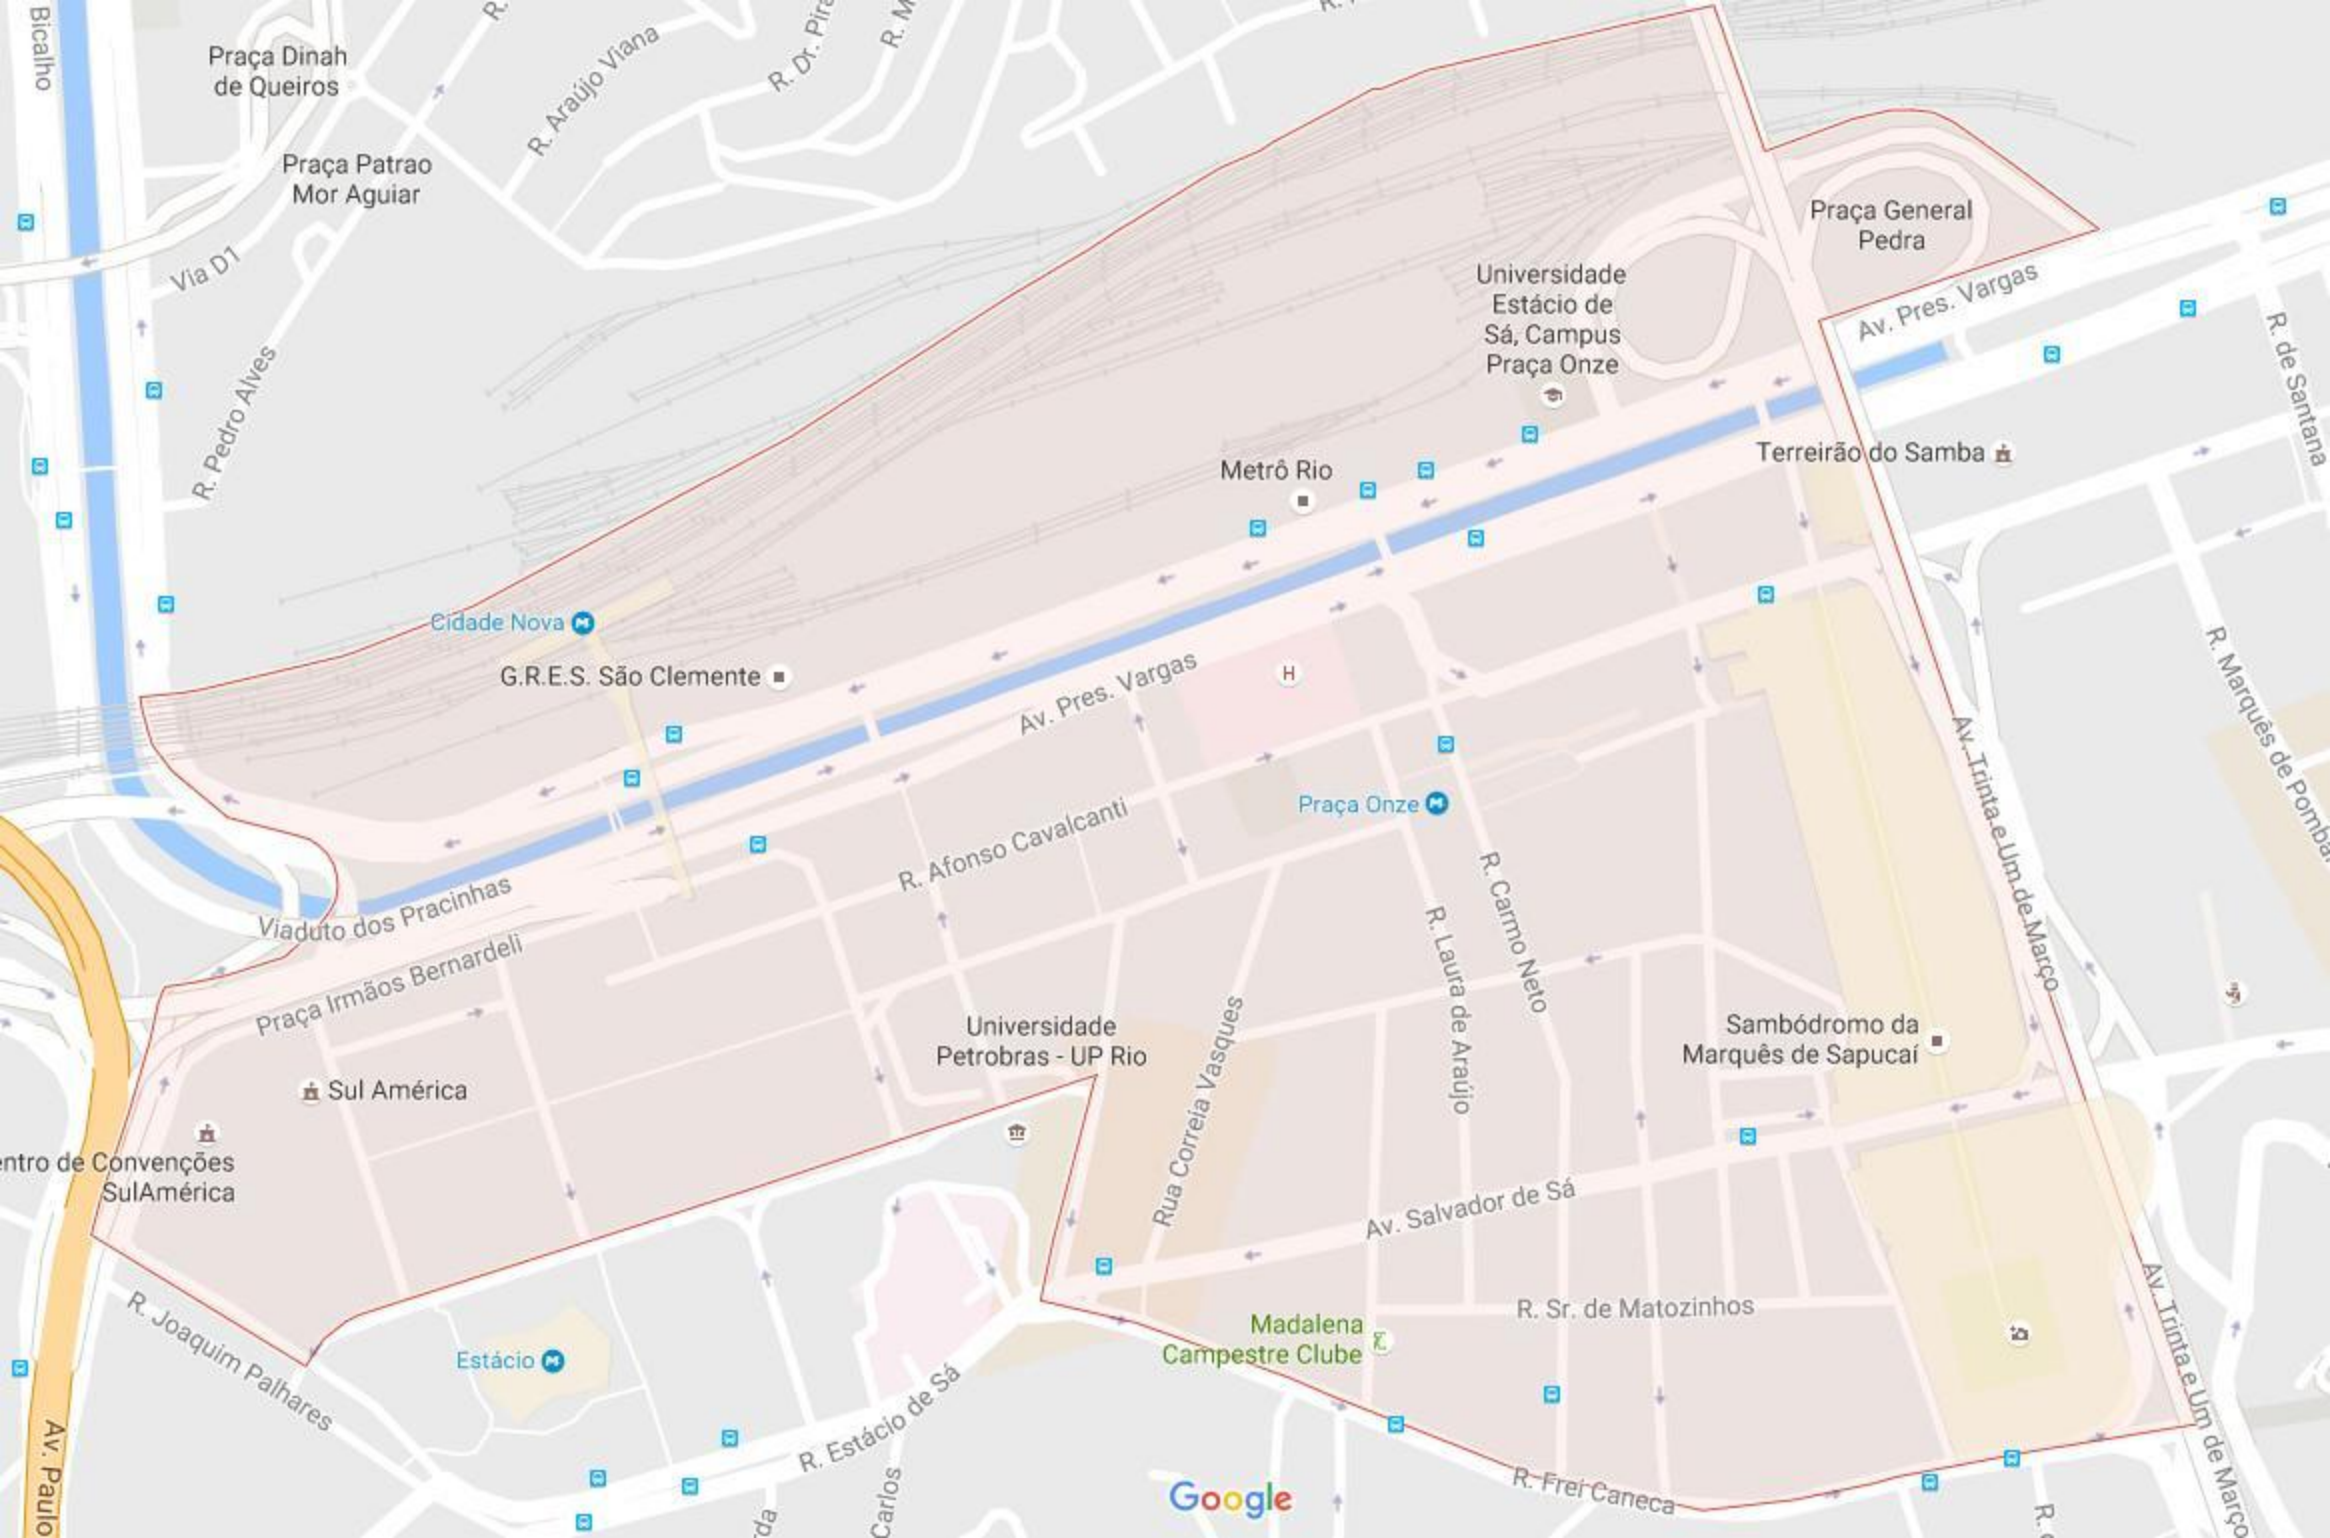 Bicalho
Praça Dinah
de Queiros
R.
R. Araújo Viana
R. Dr. Pira
R. M
Praça Patrao
Mor Aguiar
Via D1
R. Pedro Alves
Praça General
Pedra
Av. Pres. Vargas
Universidade
Estácio de
Sá, Campus
Praça Onze
R. de Santana
Terreirão do Samba
Metrô Rio
Cidade Nova
G.R.E.S. São Clemente
Av. Pres. Vargas
H
R. Marquês de Pombal
Av. Trinta e Um de Março
Praça Onze
R. Afonso Cavalcanti
R. Carmo Neto
R. Laura de Araújo
Viaduto dos Pracinhas
Praça Irmãos Bernardeli
Universidade
Petrobras - UP Rio
Rua Correia Vasques
Sambódromo da
Marquês de Sapucaí
Sul América
entro de Convenções
SulAmérica
Av. Salvador de Sá
R. Sr. de Matozinhos
Madalena
Campestre Clube
Av. Trinta e Um de Março
R. Joaquim Palhares
Estácio
R. Estácio de Sá
Av. Paulo
Carlos
rda
Google
R. Frei Caneca